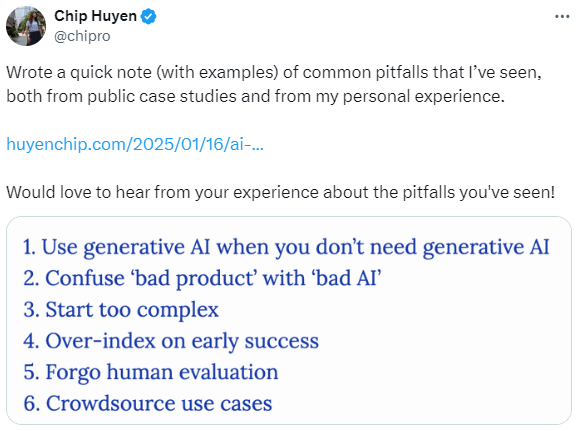 Chip Huyen
@chipro
Wrote a quick note (with examples) of common pitfalls that I've seen,
both from public case studies and from my personal experience.
huyenchip.com/2025/01/16/ai-...
Would love to hear from your experience about the pitfalls you've seen!
1. Use generative AI when you don’t need generative AI
2. Confuse ‘bad product’ with ‘bad AI’
3. Start too complex
4. Over-index on early success
5. Forgo human evaluation
6. Crowdsource use cases